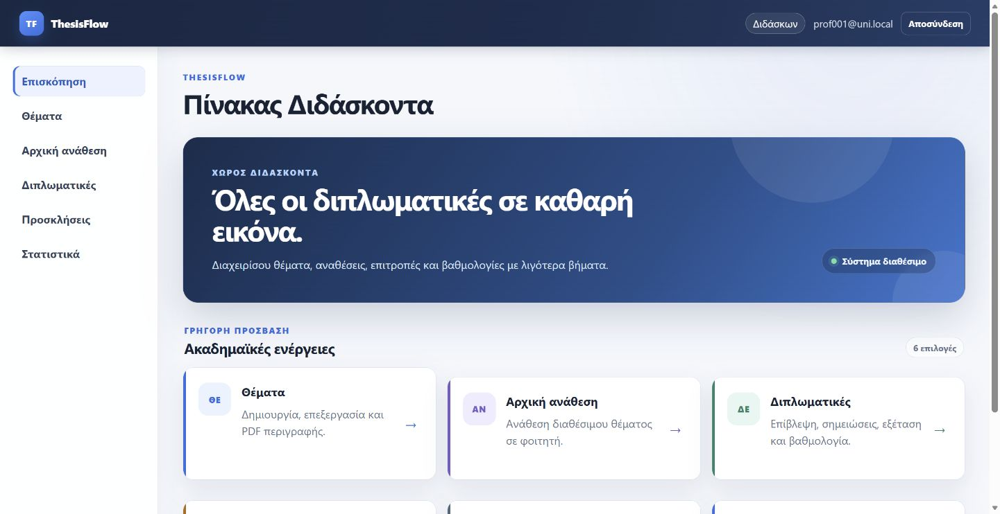 TF ThesisFlow
Διδάσκων prof001@uni.local Αποσύνδεση
Επισκόπηση
Θέματα
Αρχική ανάθεση
Διπλωματικές
Προσκλήσεις
Στατιστικά
THESISFLOW
Πίνακας Διδάσκοντα
ΧΩΡΟΣ ΔΙΔΑΣΚΟΝΤΑ
Όλες οι διπλωματικές σε καθαρή
εικόνα.
Διαχειρίσου θέματα, αναθέσεις, επιτροπές και βαθμολογίες με λιγότερα βήματα.
Σύστημα διαθέσιμο
ΓΡΗΓΟΡΗ ΠΡΟΣΒΑΣΗ
Ακαδημαϊκές ενέργειες
6 επιλογές
ΘΕ
Θέματα
Δημιουργία, επεξεργασία και
PDF περιγραφής.
→
ΑΝ
Αρχική ανάθεση
Ανάθεση διαθέσιμου θέματος
σε φοιτητή.
→
ΔΕ
Διπλωματικές
Επίβλεψη, σημειώσεις, εξέταση
και βαθμολογία.
→